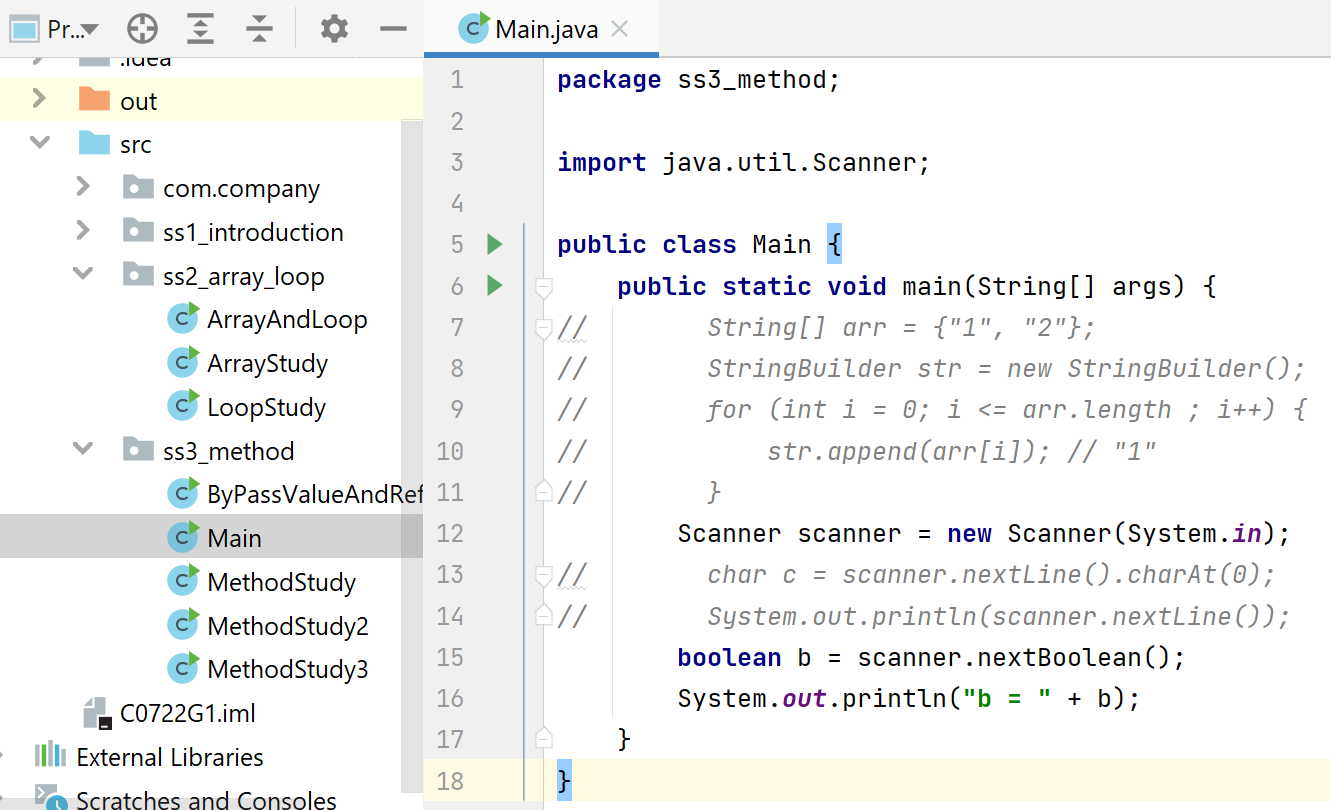 Pr...
Main.java
.idea
out
src
com.company
ss1_introduction
ss2_array_loop
ArrayAndLoop
ArrayStudy
LoopStudy
ss3_method
ByPassValueAndRef
Main
MethodStudy
MethodStudy2
MethodStudy3
C0722G1.iml
External Libraries
Scratches and Consoles
1 package ss3_method;
2
3 import java.util.Scanner;
4
5 public class Main {
6     public static void main(String[] args) {
7 //        String[] arr = {"1", "2"};
8 //        StringBuilder str = new StringBuilder();
9 //        for (int i = 0; i <= arr.length ; i++) {
10 //            str.append(arr[i]); // "1"
11 //        }
12         Scanner scanner = new Scanner(System.in);
13 //        char c = scanner.nextLine().charAt(0);
14 //        System.out.println(scanner.nextLine());
15         boolean b = scanner.nextBoolean();
16         System.out.println("b = " + b);
17     }
18 }